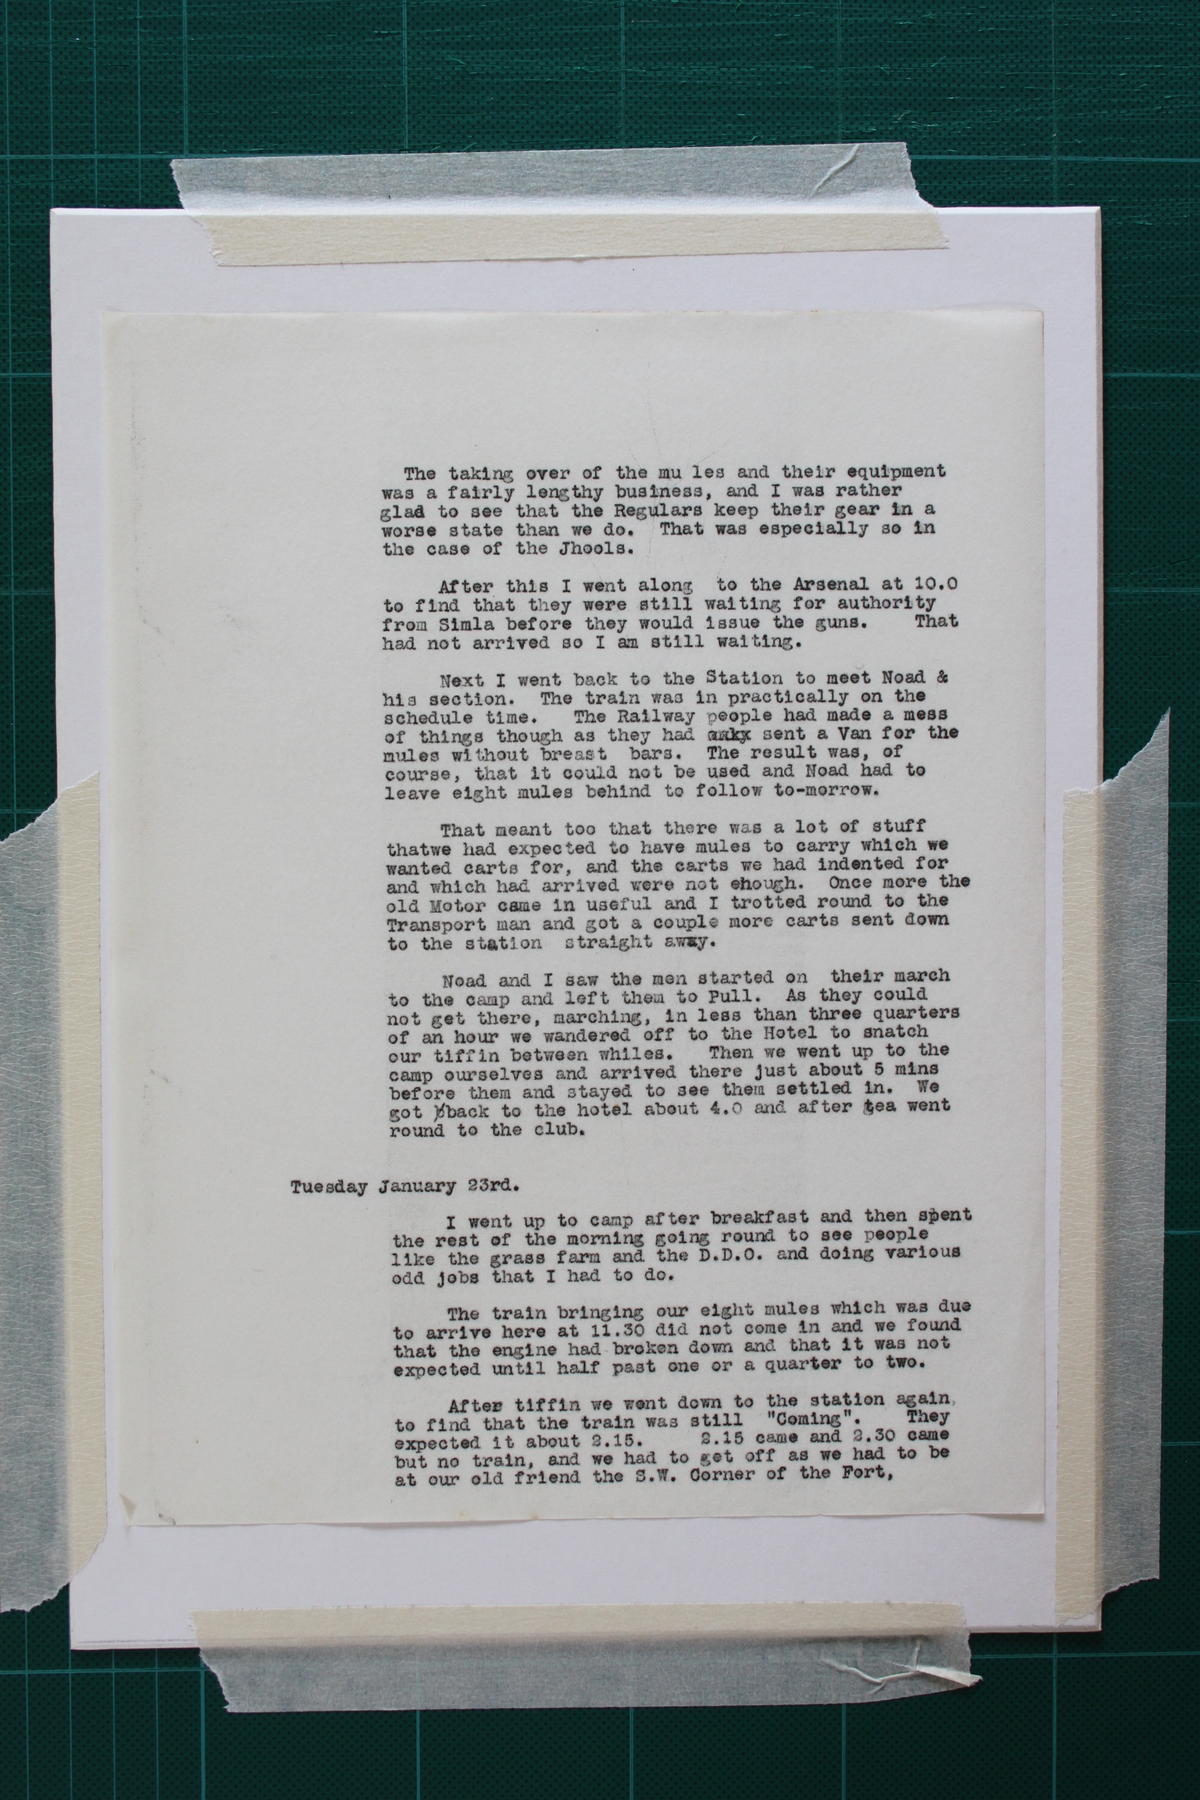 The taking over of the mu les and their equipment
was a fairly lengthy business, and I was rather
glad to see that the Regulars keep their gear in a
worse state than we do. That was especially so in
the case of the Jhools.
After this I went along to the Arsenal at 10.0
to find that they were still waiting for authority
from Simla before they would issue the guns. That
had not arrived so I am still waiting.
Next I went back to the Station to meet Noad &
his section. The train was in practically on the
schedule time. The Railway people had made a mess
of things though as they had sent a Van for the
mules without breast bars. The result was, of
course, that it could not be used and Noad had to
leave eight mules behind to follow to-morrow.
That meant too that there was a lot of stuff
thatwe had expected to have mules to carry which we
wanted carts for, and the carts we had indented for
and which had arrived were not enough. Once more the
old Motor came in useful and I trotted round to the
Transport man and got a couple more carts sent down
to the station straight away.
Noad and I saw the men started on their march
to the camp and left them to Pull. As they could
not get there, marching, in less than three quarters
of an hour we wandered off to the Hotel to snatch
our tiffin between whiles. Then we went up to the
camp ourselves and arrived there just about 5 mins
before them and stayed to see them settled in. We
got back to the hotel about 4.0 and after tea went
round to the club.
Tuesday January 23rd.
I went up to camp after breakfast and then spent
the rest of the morning going round to see people
like the grass farm and the D.D.O. and doing various
odd jobs that I had to do.
The train bringing our eight mules which was due
to arrive here at 11.30 did not come in and we found
that the engine had broken down and that it was not
expected until half past one or a quarter to two.
After tiffin we went down to the station again,
to find that the train was still "Coming". They
expected it about 2.15. 2.15 came and 2.30 came
but no train, and we had to get off as we had to be
at our old friend the S.W. Corner of the Fort,